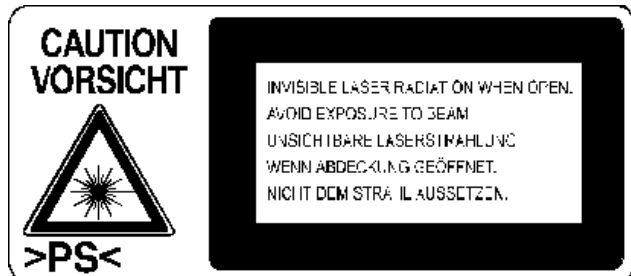 CAUTION
VORSICHT
>PS<
INVISIBLE LASER RADIATION WHEN OPEN.
AVOID EXPOSURE TO BEAM
UNSICHTBARE LASERSTRAHLUNG
WENN ABDECKUNG GEÖFFNET.
NICHT DEM STRAHL AUSSETZEN.